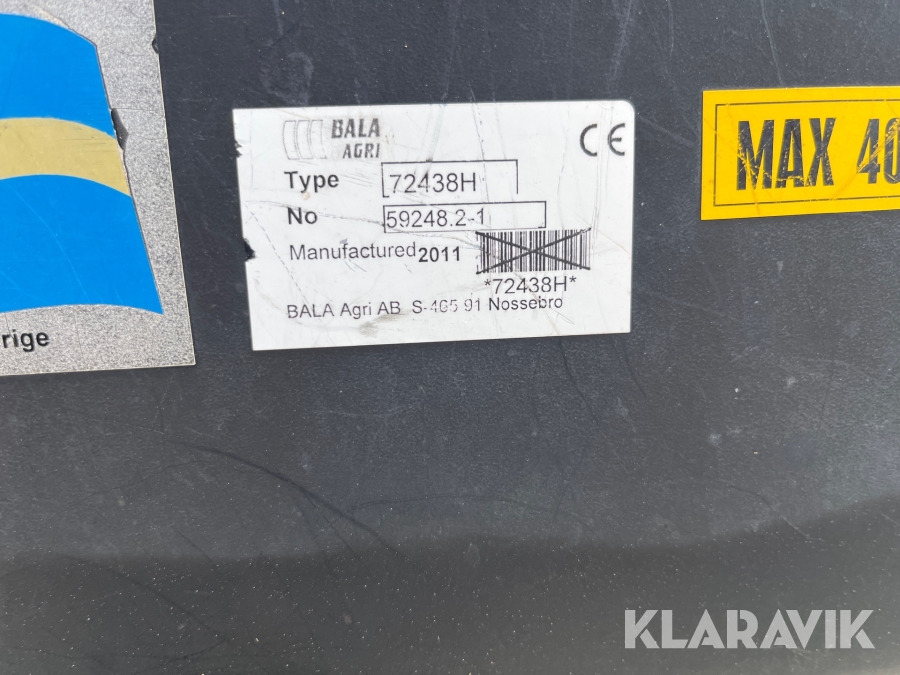 BALA
AGRI
CE
Type 72438H
No 59248.2-1
Manufactured 2011
*72438H*
BALA Agri AB S-465 91 Nossebro
MAX 40
rige
KLARAVIK